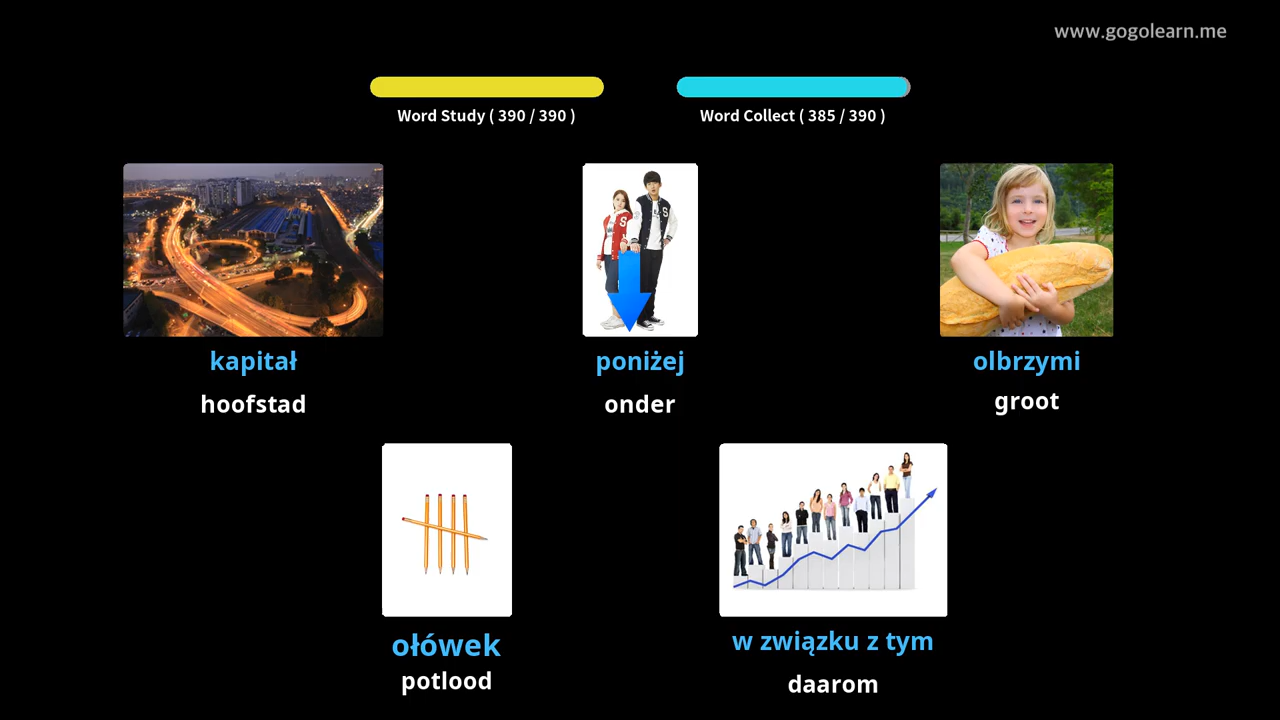 www.gogolearn.me
Word Study ( 390 / 390 )
Word Collect ( 385 / 390 )
kapitał
hoofstad
poniżej
onder
olbrzymi
groot
ołówek
potlood
w związku z tym
daarom